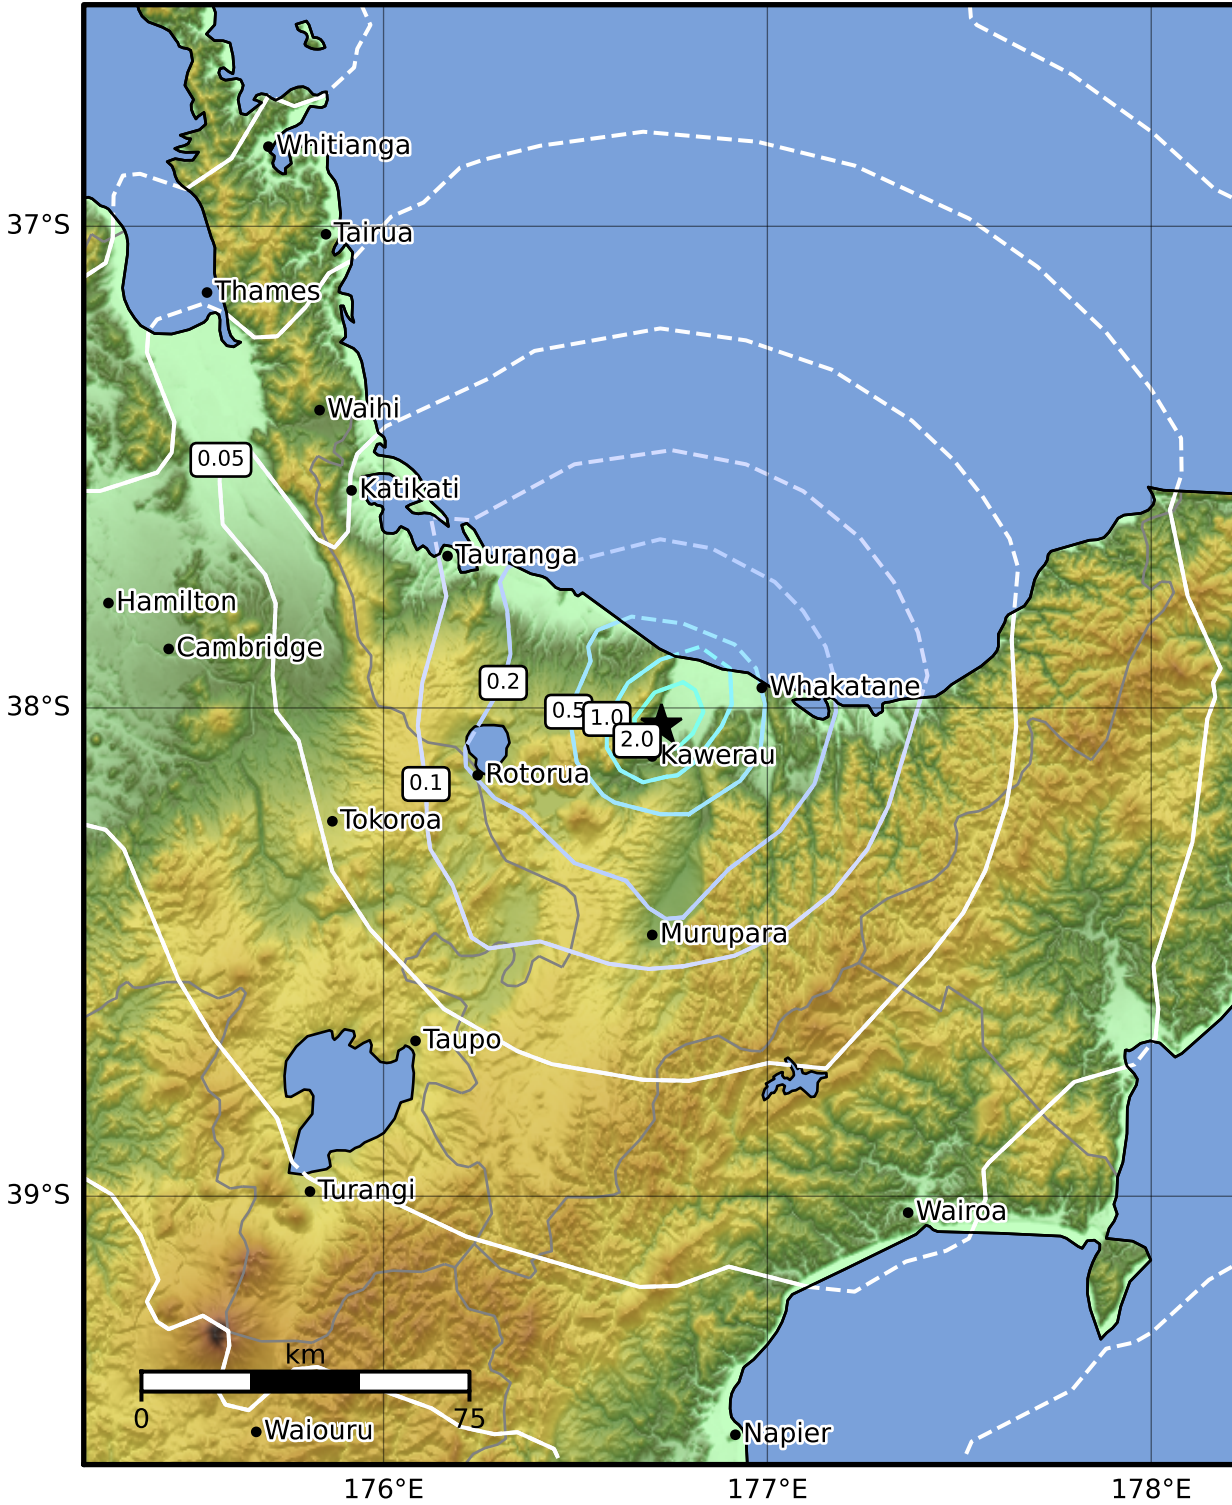 Whitianga
37°S
Tairua
Thames
Waihi
0.05
Katikati
Tauranga
Hamilton
Cambridge
0.2
Whakatane
38°S
0.5
1.0
2.0
Kawerau
Rotorua
0.1
Tokoroa
Murupara
Taupo
Turangi
39°S
Wairoa
km
0
75
Waiouru
Napier
176°E
177°E
178°E